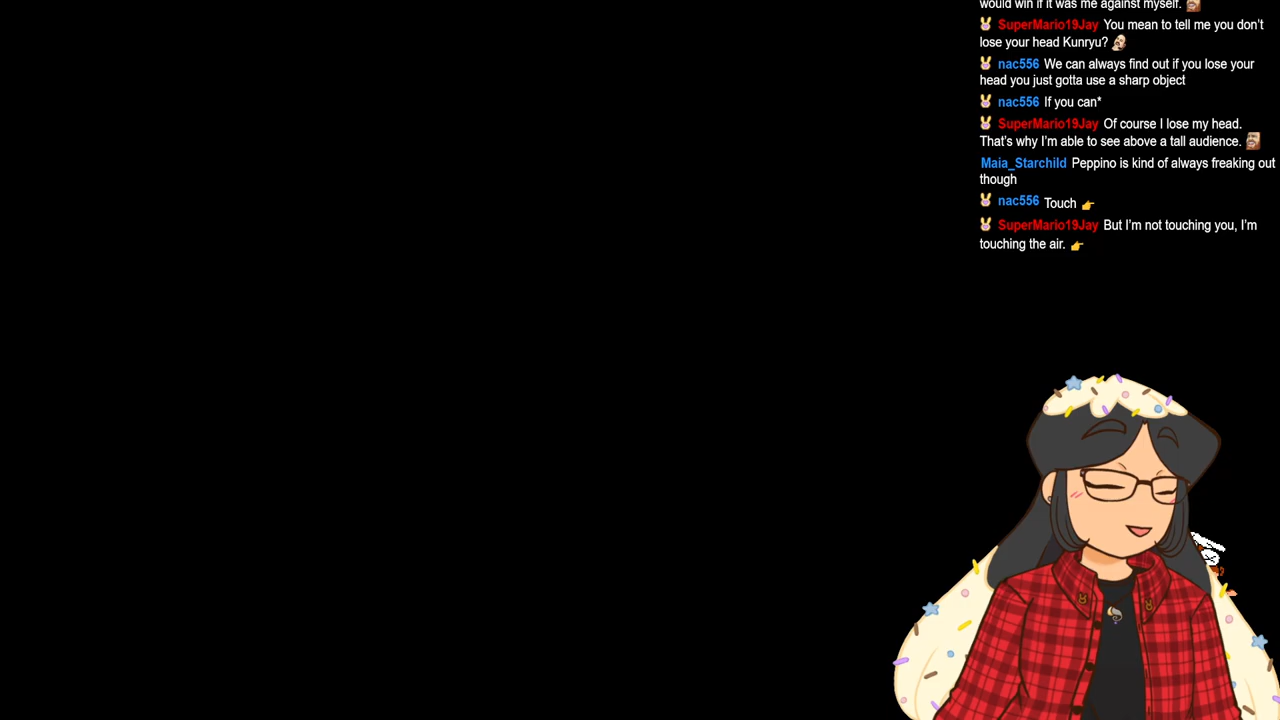 would win if it was me against myself.
SuperMario19Jay You mean to tell me you don't
lose your head Kunryu?
nac556 We can always find out if you lose your
head you just gotta use a sharp object
nac556 If you can*
SuperMario19Jay Of course I lose my head.
That's why I'm able to see above a tall audience.
Maia_Starchild Peppino is kind of always freaking out
though
nac556 Touch 👉
SuperMario19Jay But I'm not touching you, I'm
touching the air. 👉